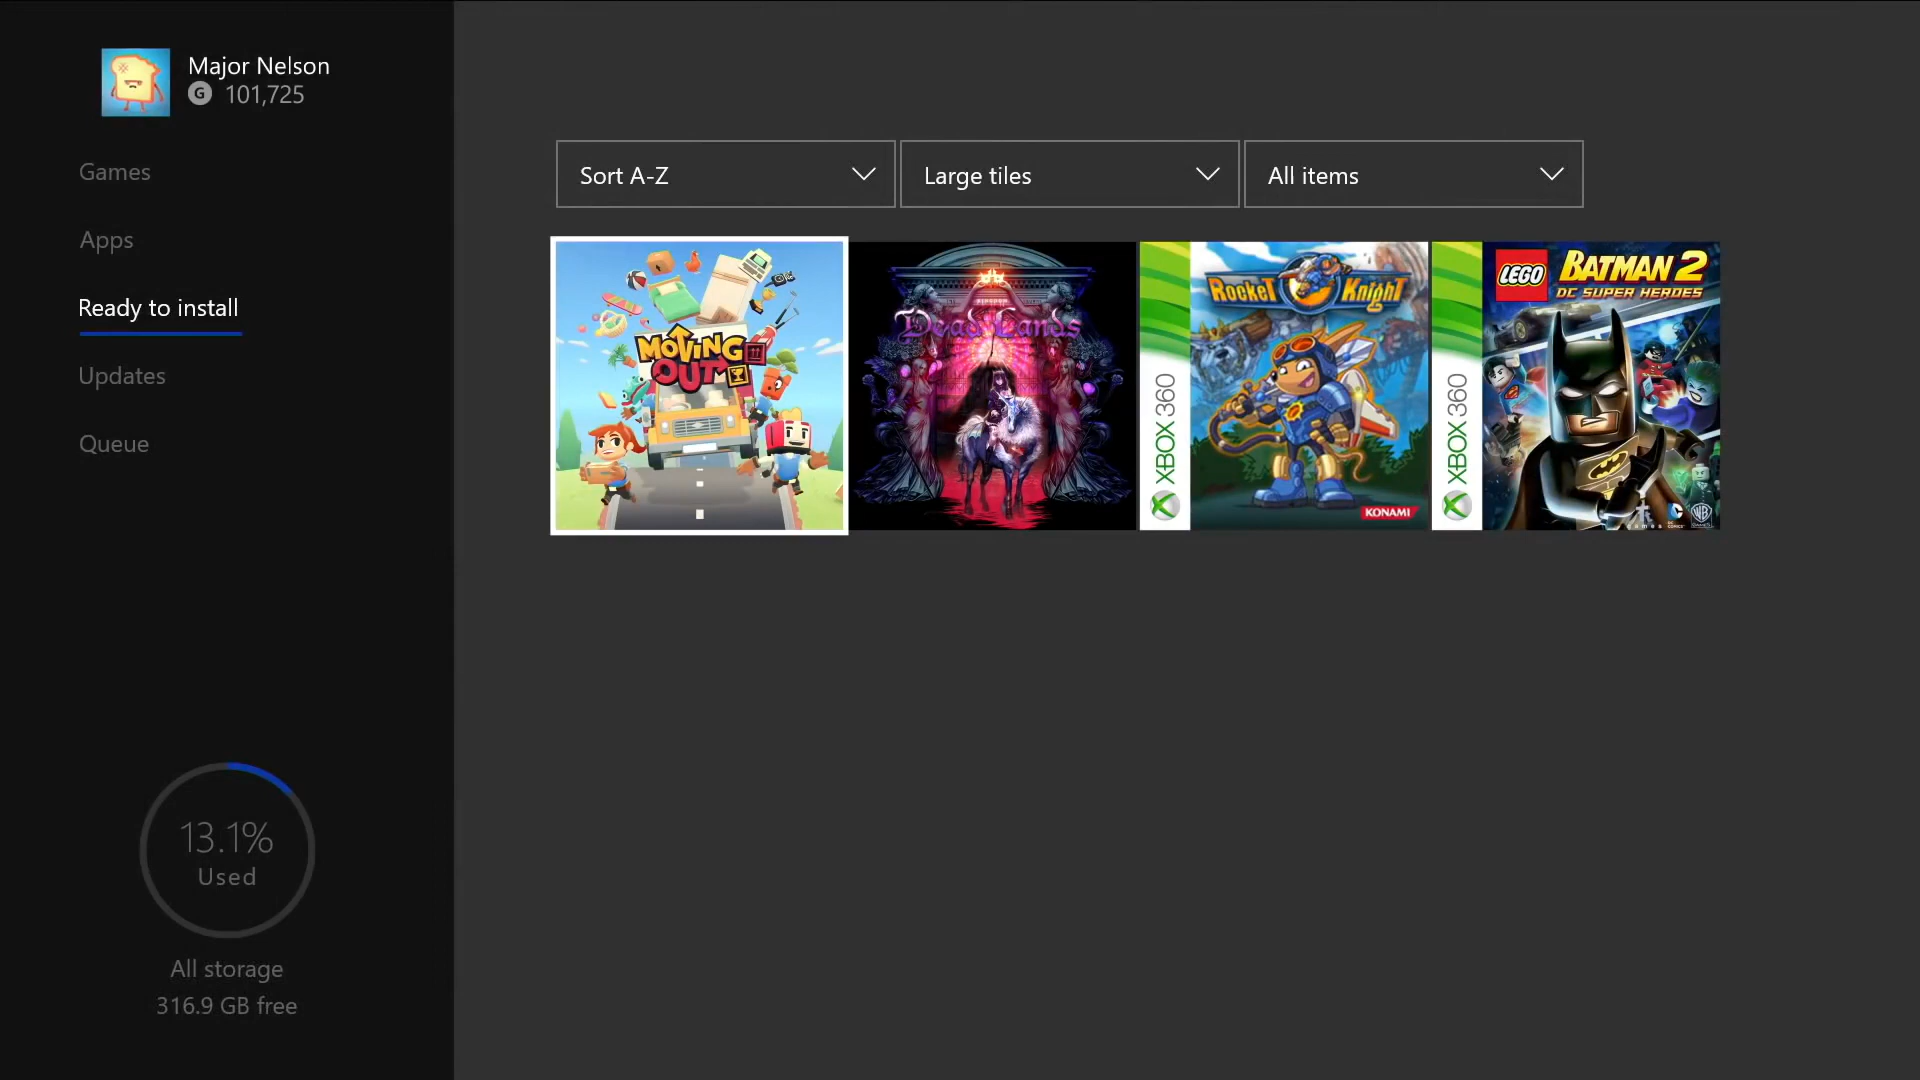 Major Nelson
G 101,725
Games
Apps
Ready to install
Updates
Queue
13.1%
Used
All storage
316.9 GB free
Sort A-Z
Large tiles
All items
MOVING
OUT
Dead Lands
XBOX 360
ROCKET KNIGHT
KONAMI
XBOX 360
LEGO
BATMAN 2
DC SUPER HEROES